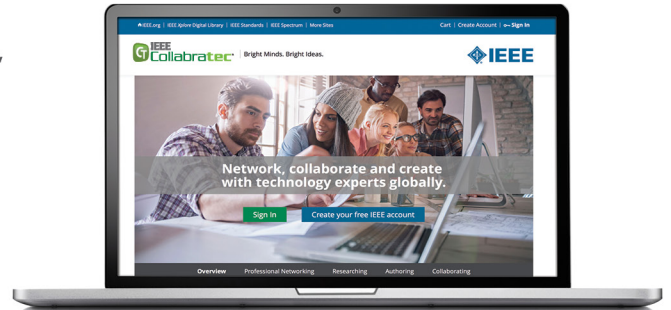 IEEE.org | IEEE Xplore Digital Library | IEEE Standards | IEEE Spectrum | More Sites
Cart | Create Account | Sign In
IEEE
Collabratec
Bright Minds. Bright Ideas.
IEEE
Network, collaborate and create
with technology experts globally.
Sign In
Create your free IEEE account
Overview Professional Networking Researching Authoring Collaborating